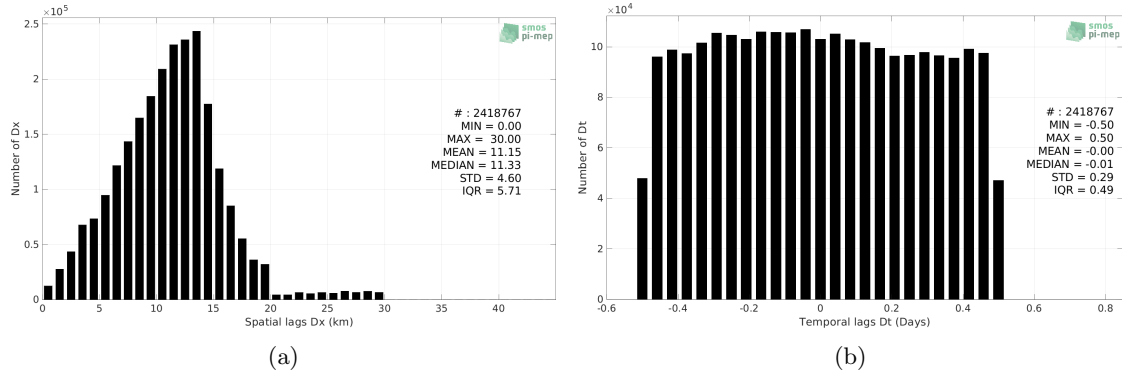 ×10^5
2.5
2
1.5
1
0.5
0
0
5
10
15
20
25
30
35
40
Number of Dx
Spatial lags Dx (km)
smos
pi-mep
# : 2418767
MIN = 0.00
MAX = 30.00
MEAN = 11.15
MEDIAN = 11.33
STD = 4.60
IQR = 5.71
(a)
×10^4
10
8
6
4
2
0
-0.6
-0.4
-0.2
0
0.2
0.4
0.6
0.8
Number of Dt
Temporal lags Dt (Days)
smos
pi-mep
# : 2418767
MIN = -0.50
MAX = 0.50
MEAN = -0.00
MEDIAN = -0.01
STD = 0.29
IQR = 0.49
(b)